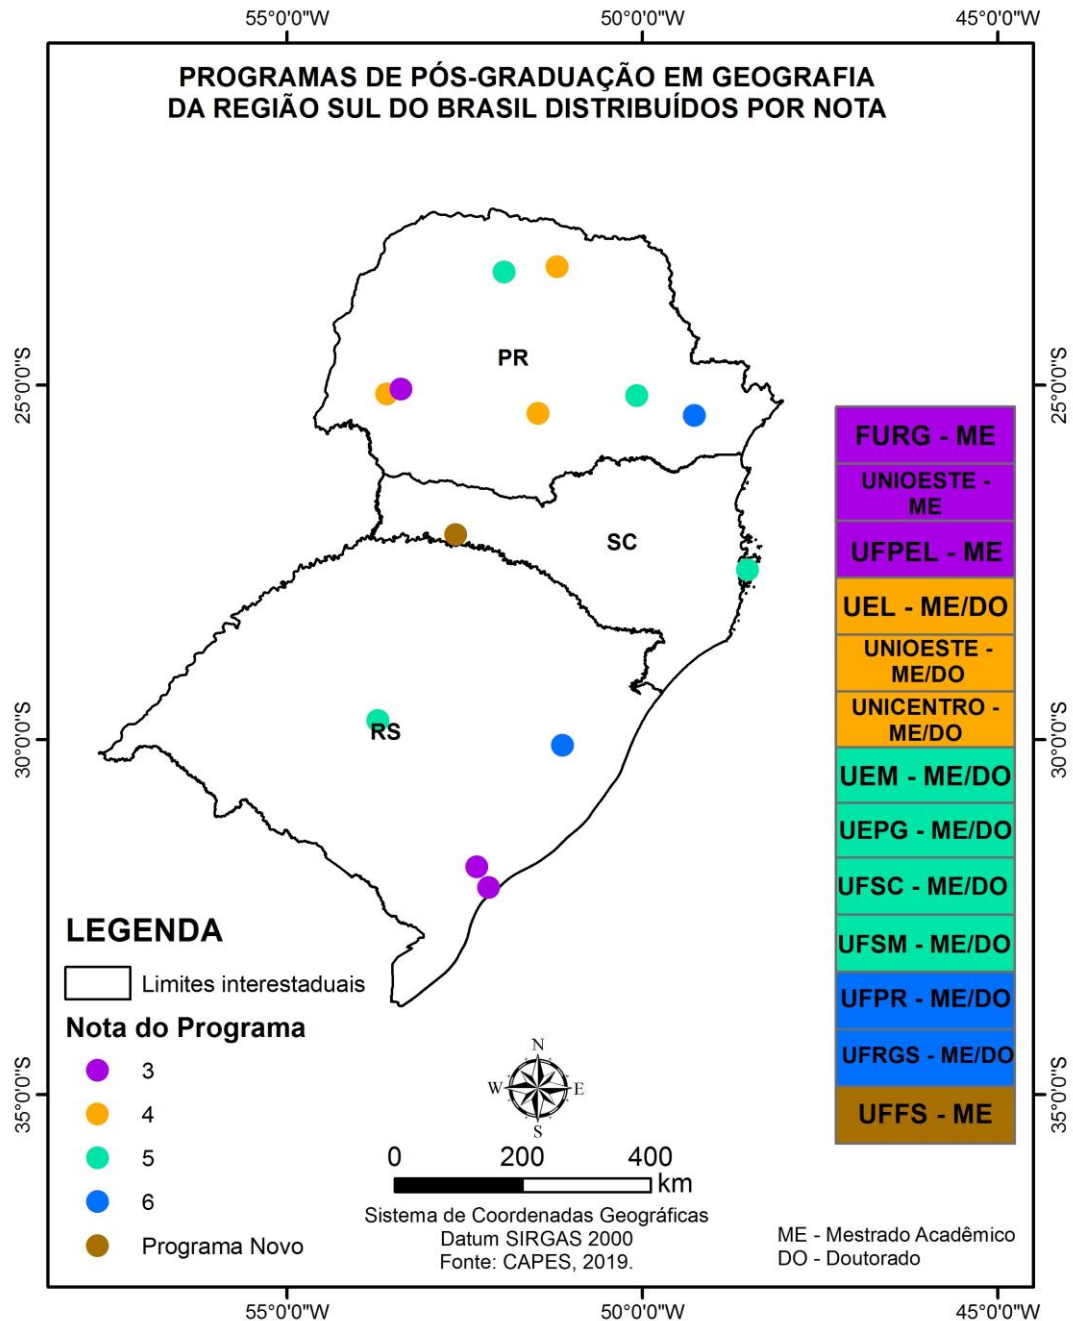 55°0'0"W 50°0'0"W 45°0'0"W
PROGRAMAS DE PÓS-GRADUAÇÃO EM GEOGRAFIA
DA REGIÃO SUL DO BRASIL DISTRIBUÍDOS POR NOTA
25°0'0"S
30°0'0"S
35°0'0"S
PR
SC
RS
25°0'0"S
30°0'0"S
35°0'0"S
FURG - ME
UNIOESTE -
ME
UFPEL - ME
UEL - ME/DO
UNIOESTE -
ME/DO
UNICENTRO -
ME/DO
UEM - ME/DO
UEPG - ME/DO
UFSC - ME/DO
UFSM - ME/DO
UFPR - ME/DO
UFRGS - ME/DO
UFFS - ME
LEGENDA
Limites interestaduais
Nota do Programa
3
4
5
6
Programa Novo
N
W E
S
0 200 400
km
Sistema de Coordenadas Geográficas
Datum SIRGAS 2000
Fonte: CAPES, 2019.
ME - Mestrado Acadêmico
DO - Doutorado
55°0'0"W 50°0'0"W 45°0'0"W